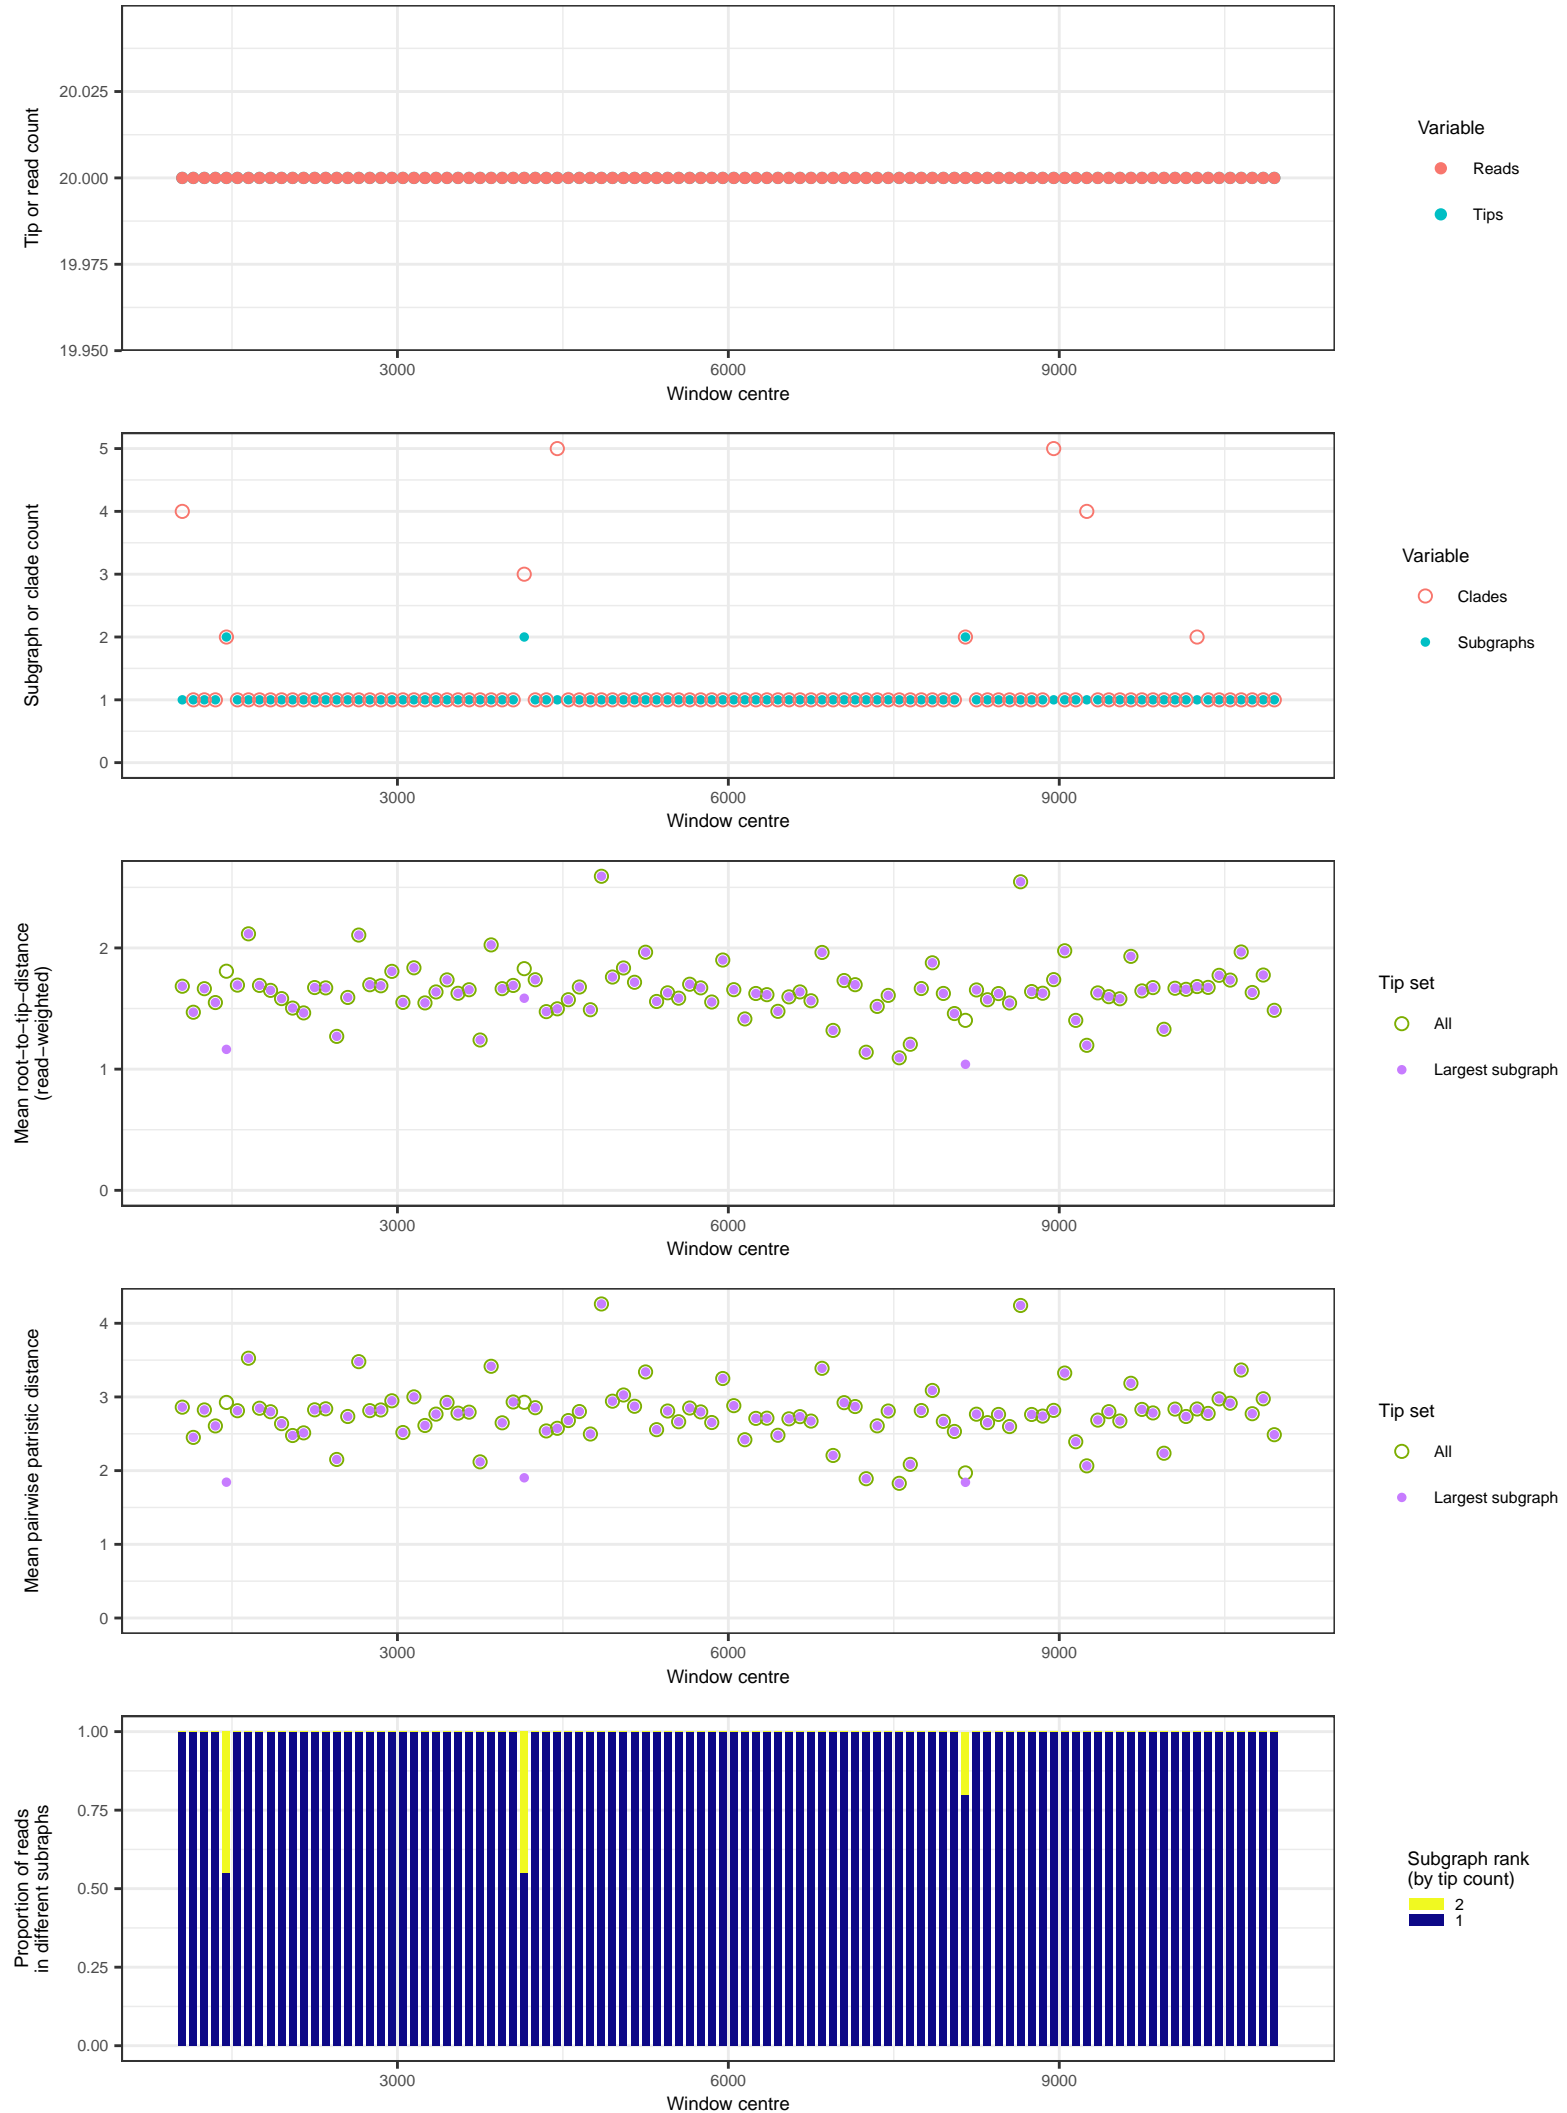 20.025
20.000
19.975
19.950
Tip or read count
3000
6000
9000
Window centre
Variable
Reads
Tips
5
4
3
2
1
0
Subgraph or clade count
3000
6000
9000
Window centre
Variable
Clades
Subgraphs
2
1
0
Mean root−to−tip−distance
(read−weighted)
3000
6000
9000
Window centre
Tip set
All
Largest subgraph
4
3
2
1
0
Mean pairwise patristic distance
3000
6000
9000
Window centre
Tip set
All
Largest subgraph
1.00
0.75
0.50
0.25
0.00
Proportion of reads
in different subraphs
3000
6000
9000
Window centre
Subgraph rank
(by tip count)
2
1